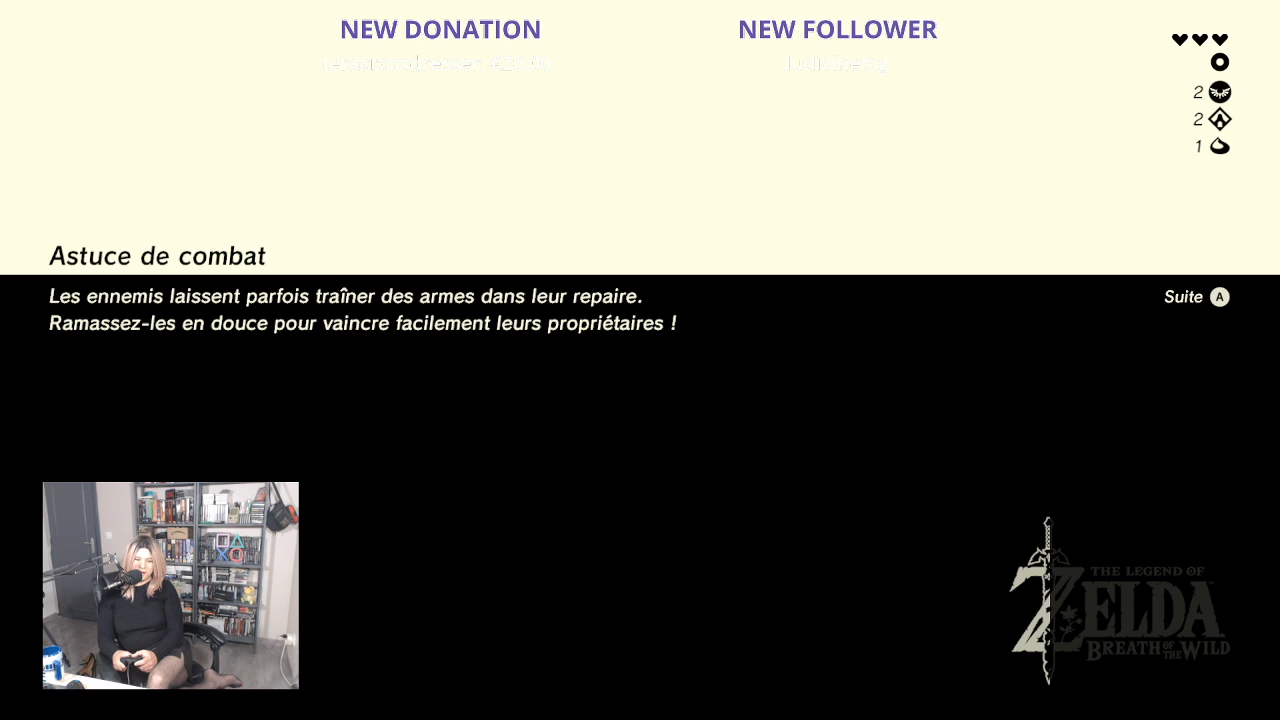 NEW DONATION
NEW FOLLOWER
2
2
1
Astuce de combat
Les ennemis laissent parfois traîner des armes dans leur repaire.
Suite A
Ramassez-les en douce pour vaincre facilement leurs propriétaires !
THE LEGEND OF
ZELDA
BREATH OF THE WILD